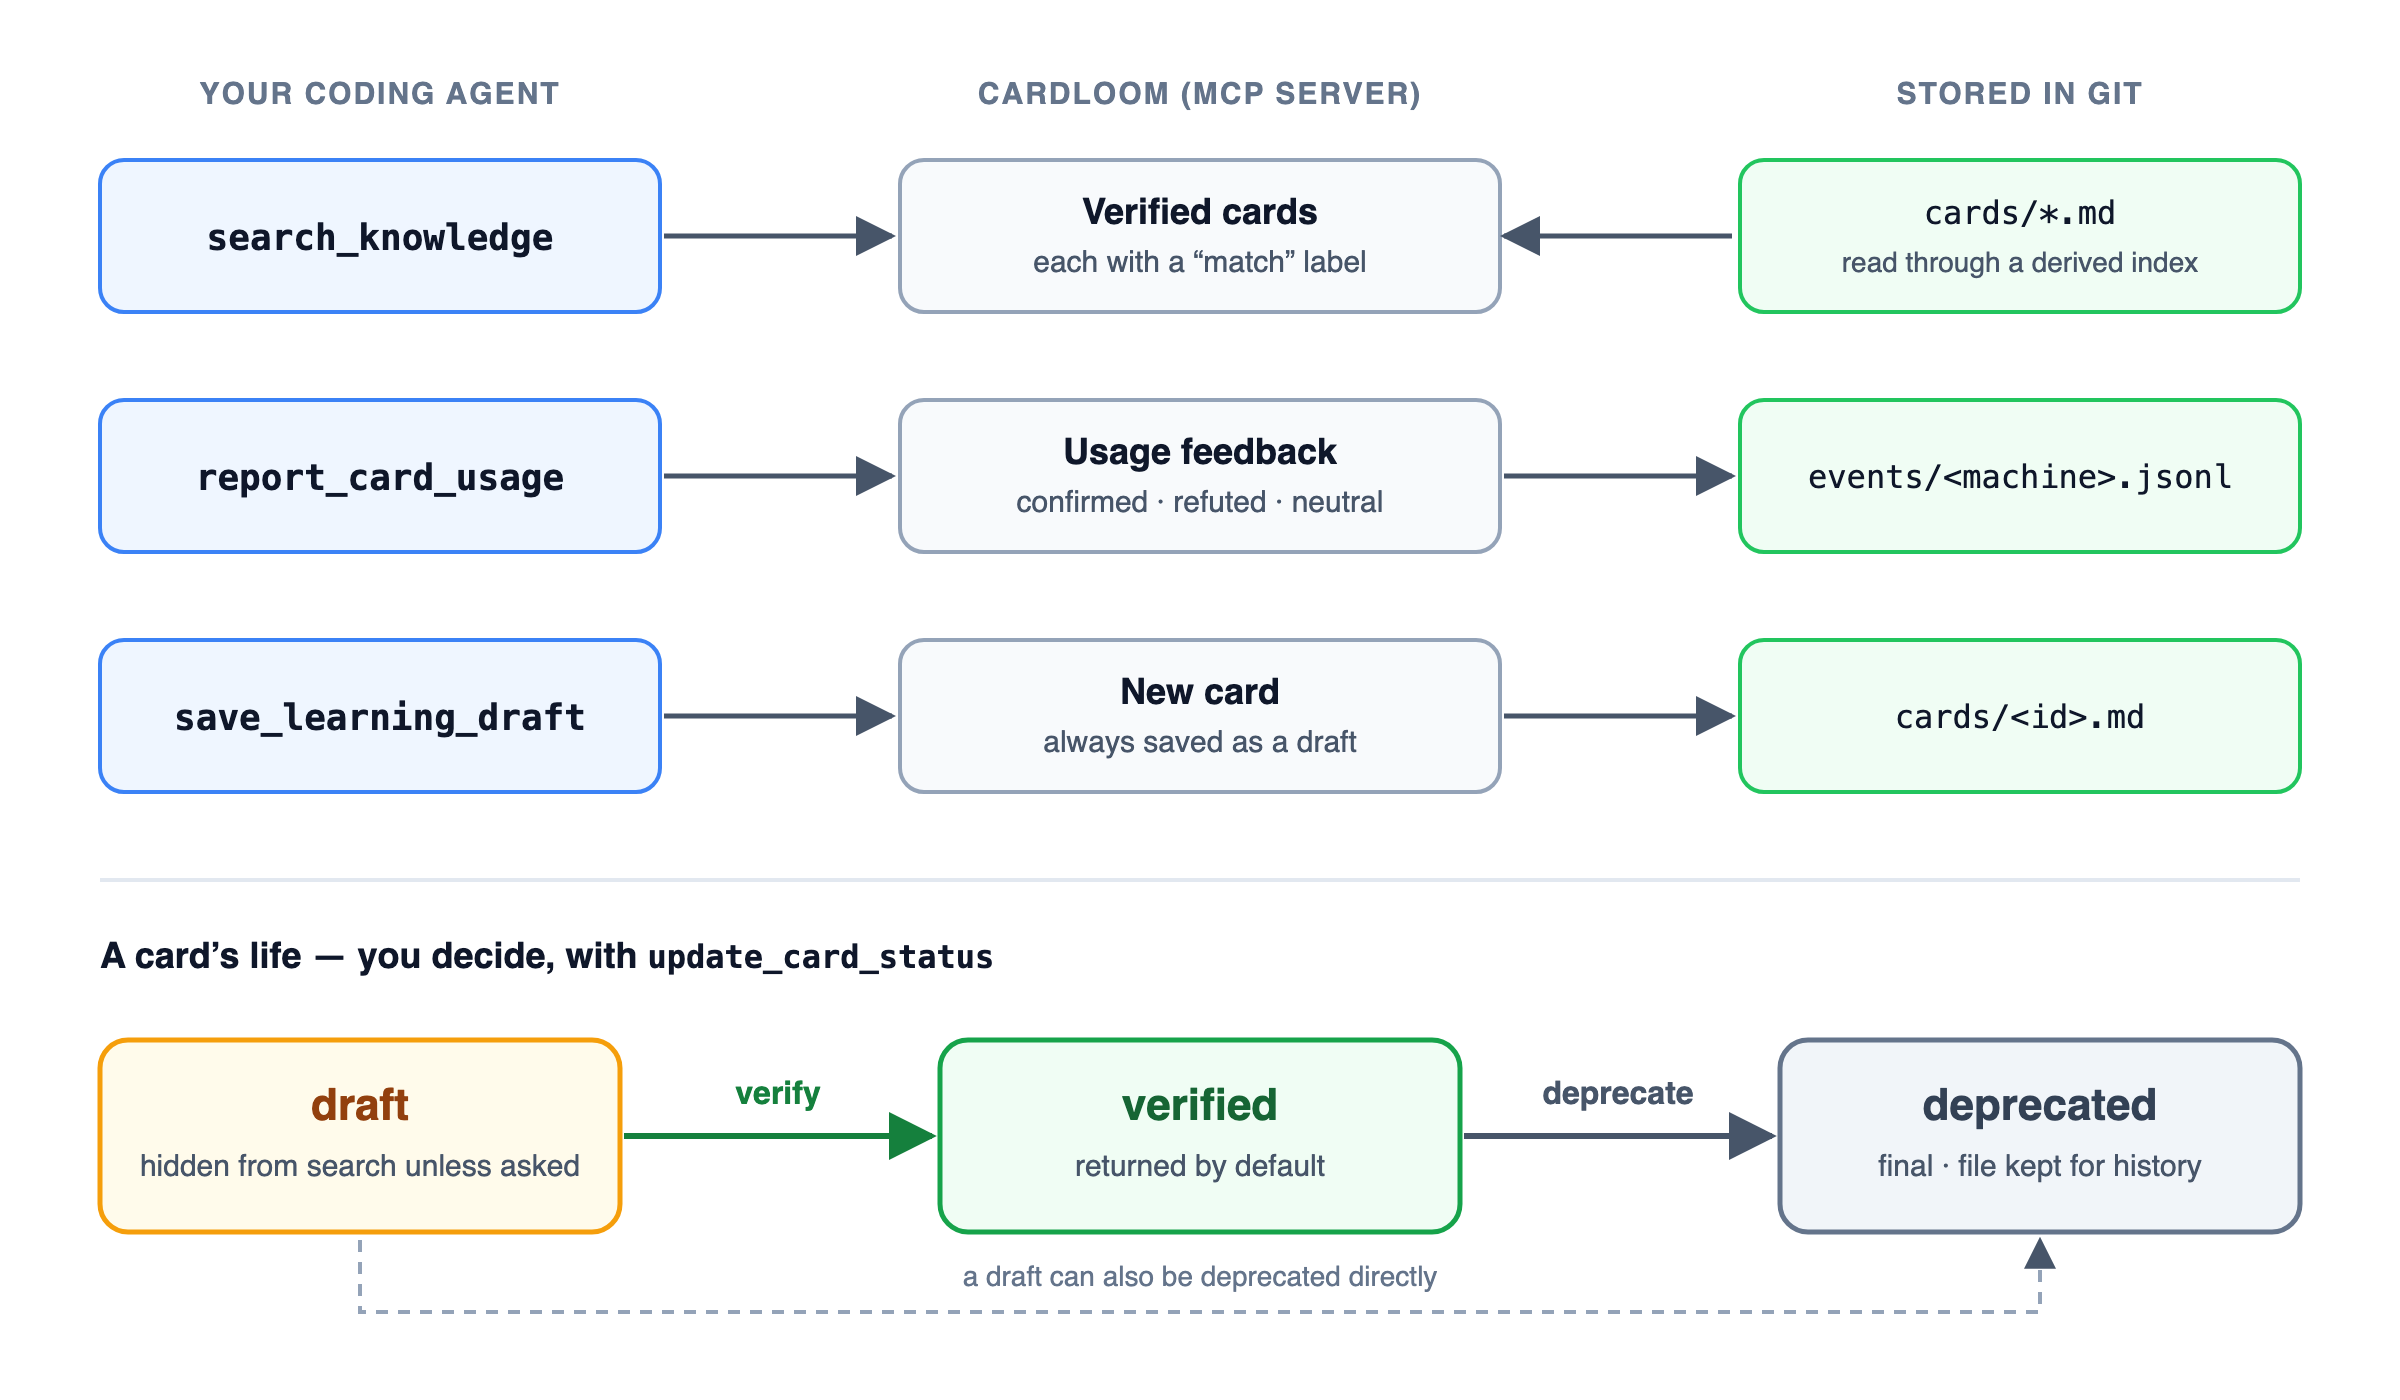 YOUR CODING AGENT
CARDLOOM (MCP SERVER)
STORED IN GIT
search_knowledge
Verified cards
each with a “match” label
cards/*.md
read through a derived index
report_card_usage
Usage feedback
confirmed · refuted · neutral
events/<machine>.jsonl
save_learning_draft
New card
always saved as a draft
cards/<id>.md
A card’s life — you decide, with update_card_status
draft
hidden from search unless asked
verify
verified
returned by default
deprecate
deprecated
final · file kept for history
a draft can also be deprecated directly